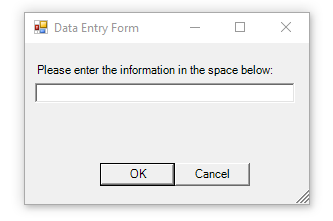 Data Entry Form
Please enter the information in the space below:
OK Cancel